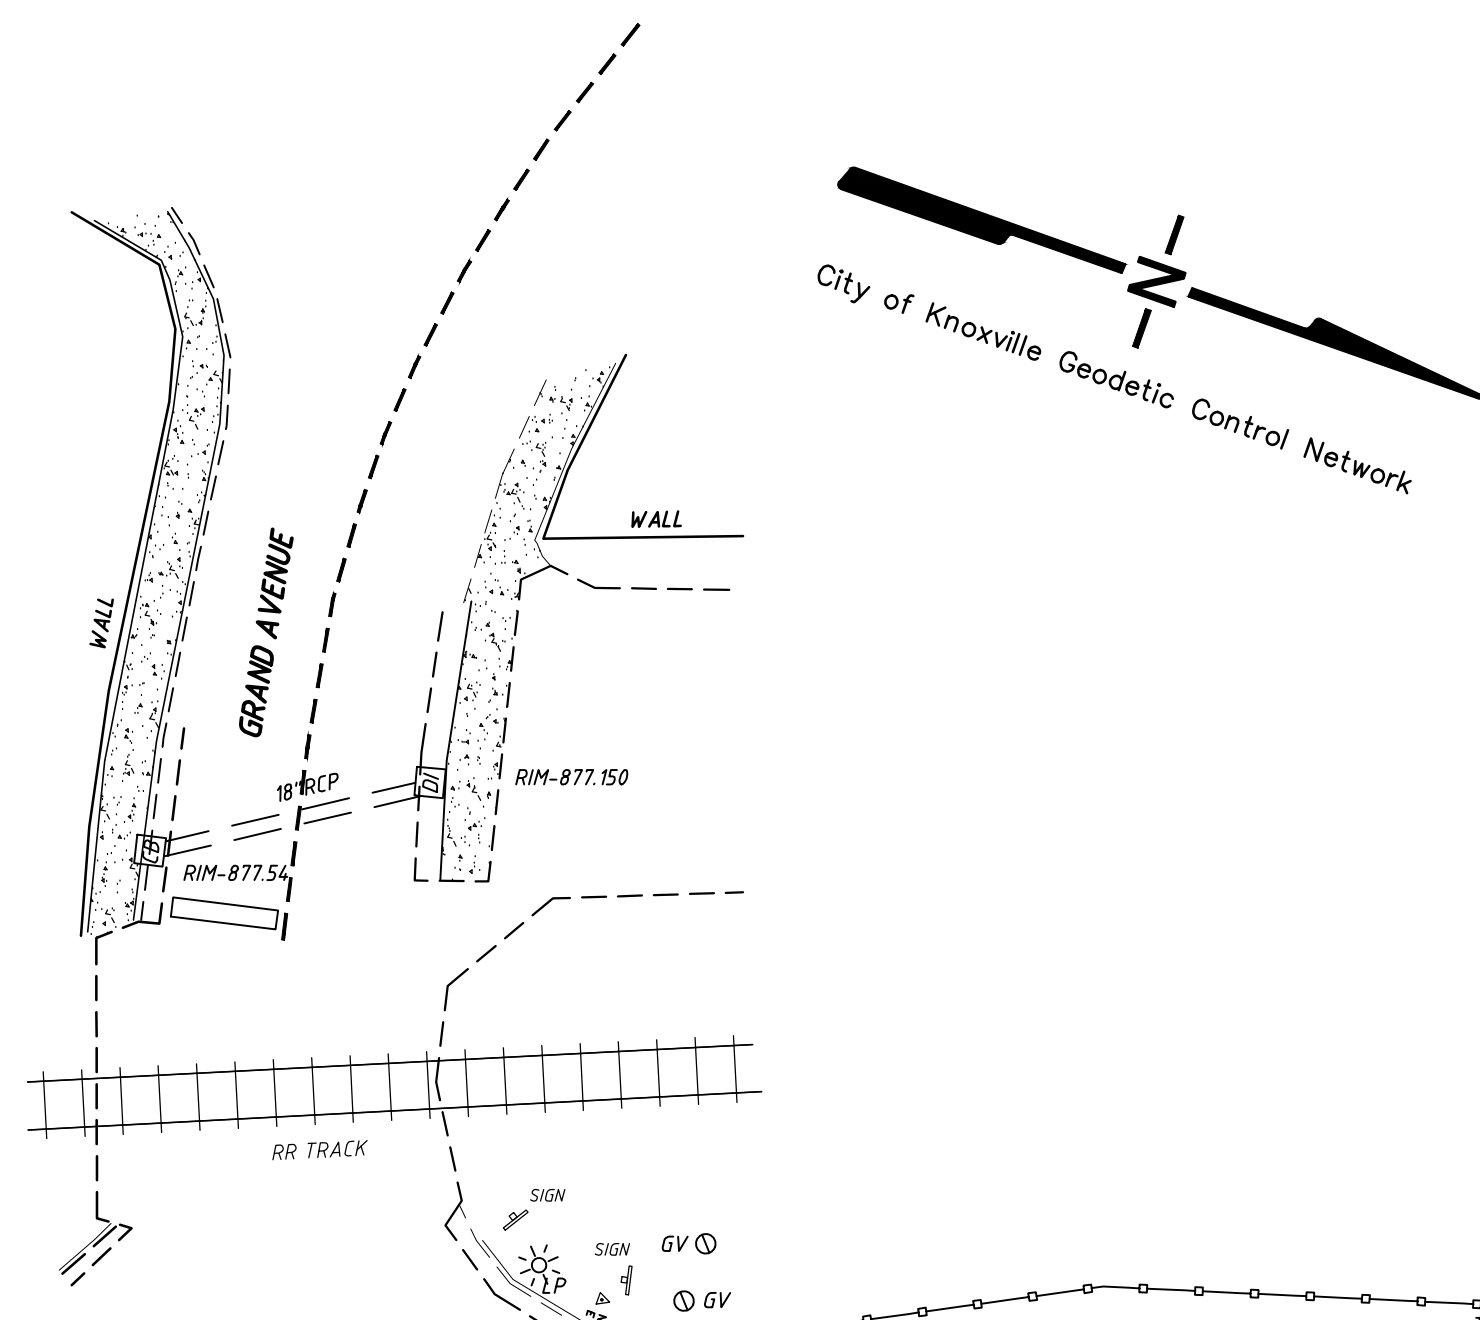 N
City of Knoxville Geodetic Control Network
WALL
WALL
GRAND AVENUE
18"RCP
DI
RIM-877.150
CB
RIM-877.54
RR TRACK
SIGN
SIGN
GV
LP
GV